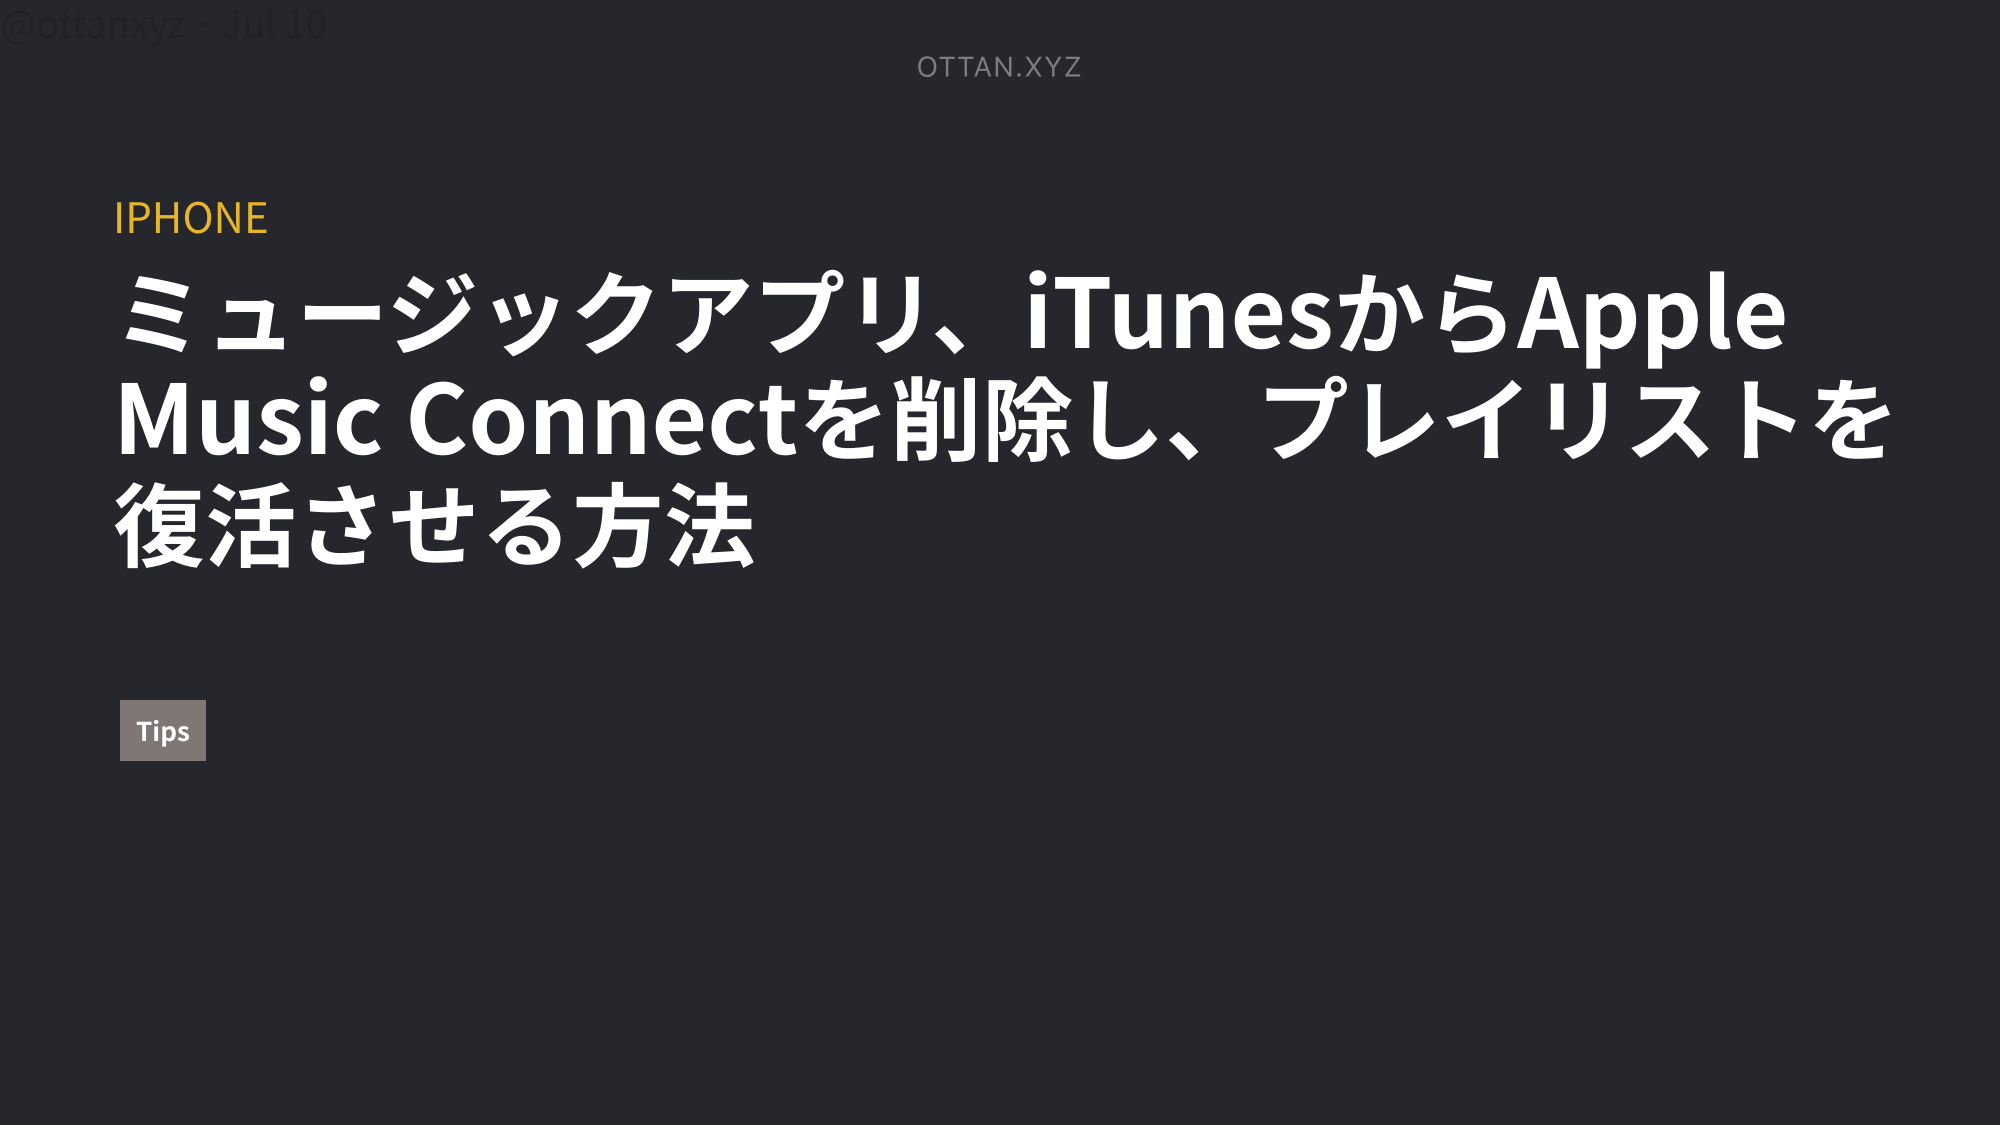 @ottanxyz・Jul 10
OTTAN.XYZ
IPHONE
ミュージックアプリ、iTunesからApple
Music Connectを削除し、プレイリストを
復活させる方法
Tips